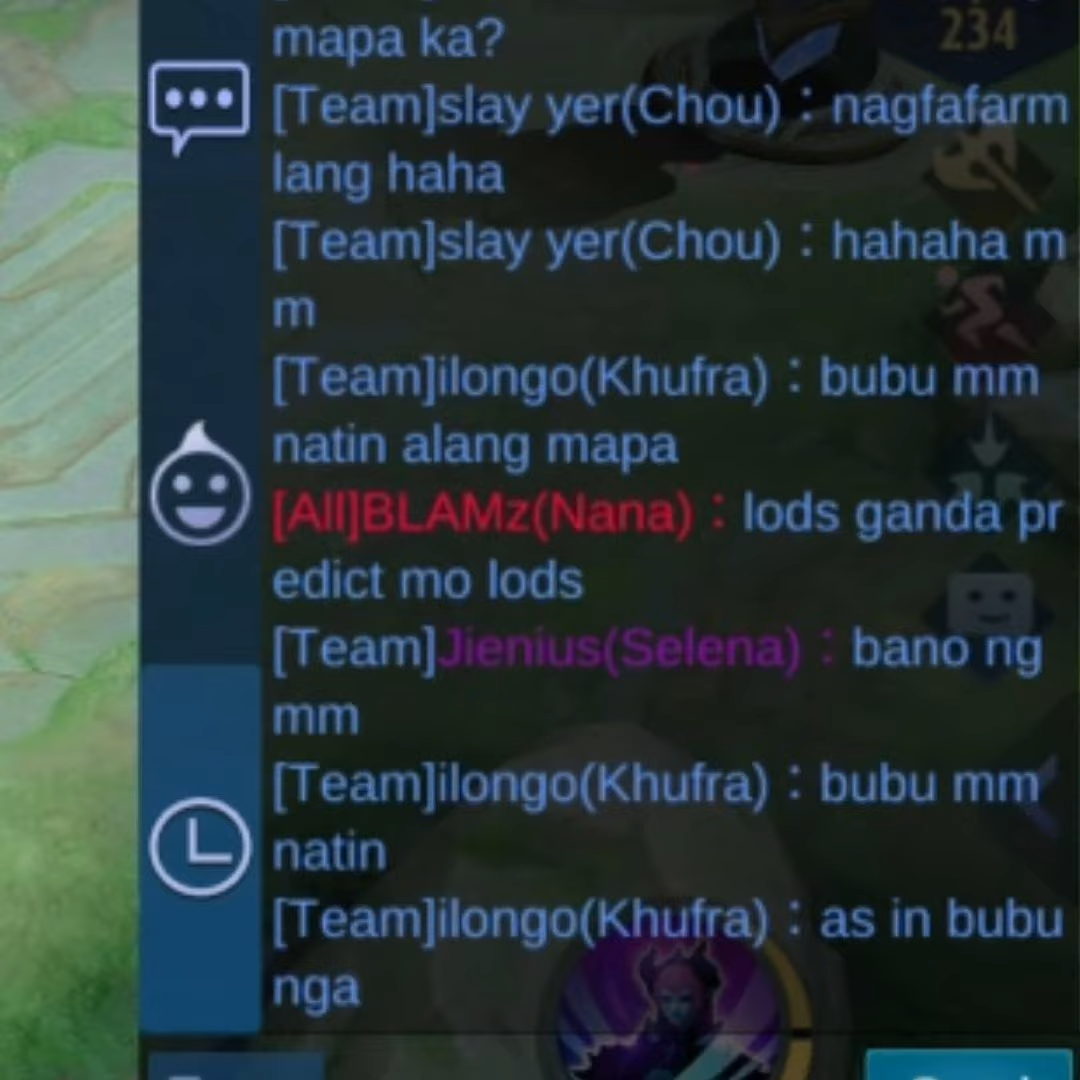 mapa ka?
234
[Team]slay yer(Chou) : nagfafarm
lang haha
[Team]slay yer(Chou) : hahaha m
m
[Team]ilongo(Khufra) : bubu mm
natin alang mapa
[All]BLAMz(Nana) : lods ganda pr
edict mo lods
[Team]Jienius(Selena) : bano ng
mm
[Team]ilongo(Khufra) : bubu mm
natin
[Team]ilongo(Khufra) : as in bubu
nga